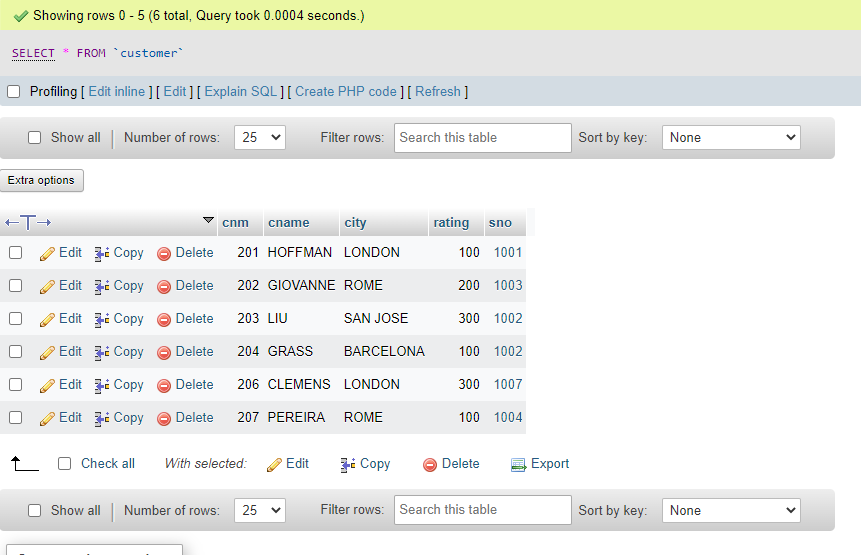 Showing rows 0 - 5 (6 total, Query took 0.0004 seconds.)
SELECT * FROM `customer`
Profiling [ Edit inline ] [ Edit ] [ Explain SQL ] [ Create PHP code ] [ Refresh ]
Show all Number of rows: 25 Filter rows: Search this table Sort by key: None
Extra options
cnm cname city rating sno
Edit Copy Delete 201 HOFFMAN LONDON 100 1001
Edit Copy Delete 202 GIOVANNE ROME 200 1003
Edit Copy Delete 203 LIU SAN JOSE 300 1002
Edit Copy Delete 204 GRASS BARCELONA 100 1002
Edit Copy Delete 206 CLEMENS LONDON 300 1007
Edit Copy Delete 207 PEREIRA ROME 100 1004
Check all With selected: Edit Copy Delete Export
Show all Number of rows: 25 Filter rows: Search this table Sort by key: None